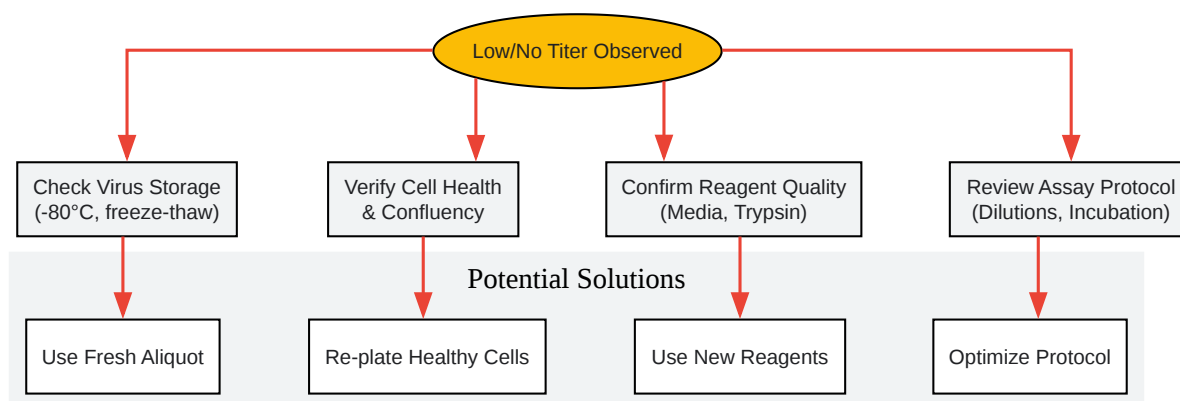 Low/No Titer Observed
Check Virus Storage
(-80°C, freeze-thaw)
Verify Cell Health
& Confluency
Confirm Reagent Quality
(Media, Trypsin)
Review Assay Protocol
(Dilutions, Incubation)
Potential Solutions
Use Fresh Aliquot
Re-plate Healthy Cells
Use New Reagents
Optimize Protocol